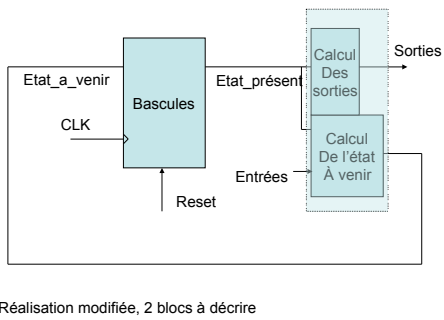 Calcul
Des
sorties
Sorties
Etat_a_venir
Bascules
Etat_présent
CLK
Calcul
De l'état
À venir
Entrées
Reset
Réalisation modifiée, 2 blocs à décrire